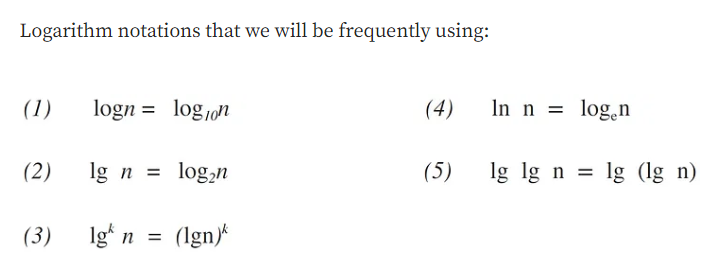 Logarithm notations that we will be frequently using:
(1) logn = log₁₀n (4) ln n = logₑn
(2) lg n = log₂n (5) lg lg n = lg (lg n)
(3) lgᵏ n = (lgn)ᵏ